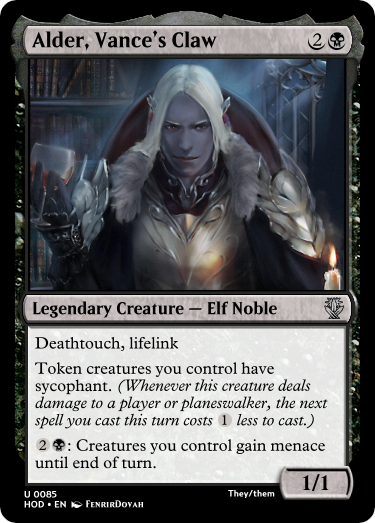 Alder, Vance's Claw 2
Legendary Creature — Elf Noble
Deathtouch, lifelink
Token creatures you control have
sycophant. (Whenever this creature deals
damage to a player or planeswalker, the next
spell you cast this turn costs 1 less to cast.)
2 : Creatures you control gain menace
until end of turn.
1/1
U 0085
They/them
HOD • EN FenrirDovah